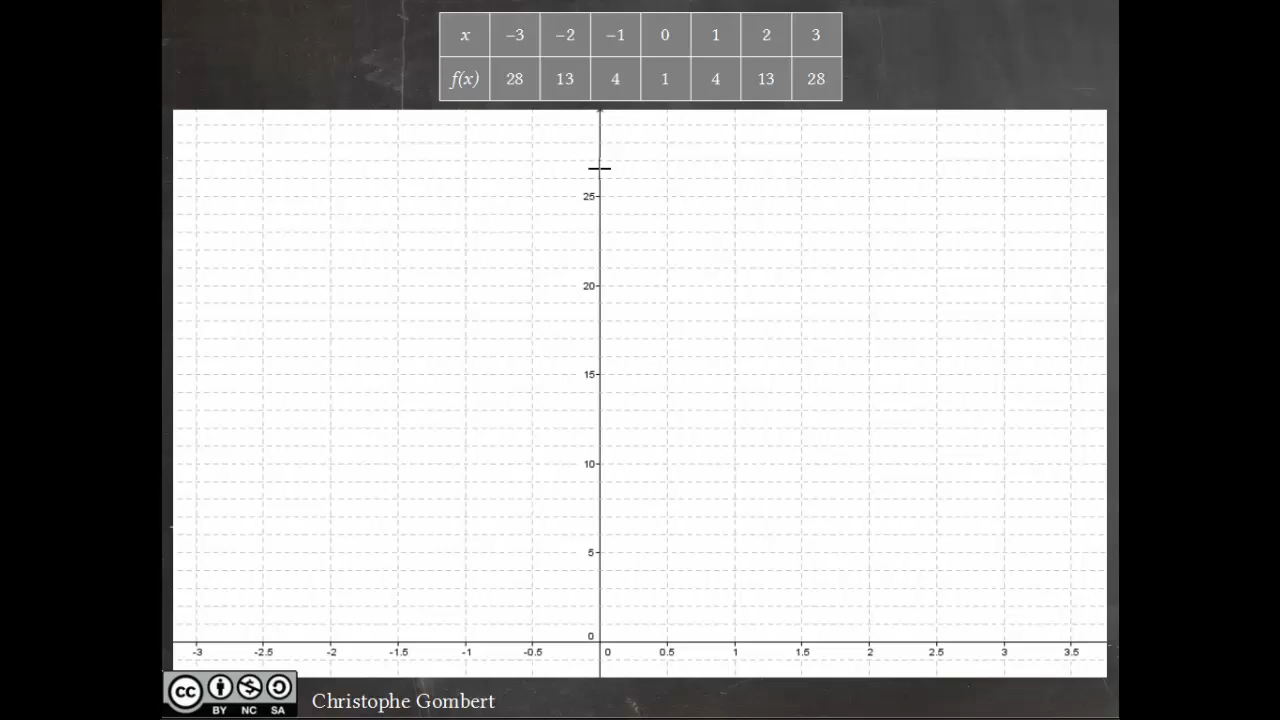 x −3 −2 −1 0 1 2 3
f(x) 28 13 4 1 4 13 28
25
20
15
10
5
0
-3 -2.5 -2 -1.5 -1 -0.5 0 0.5 1 1.5 2 2.5 3 3.5
cc
BY NC SA
Christophe Gombert